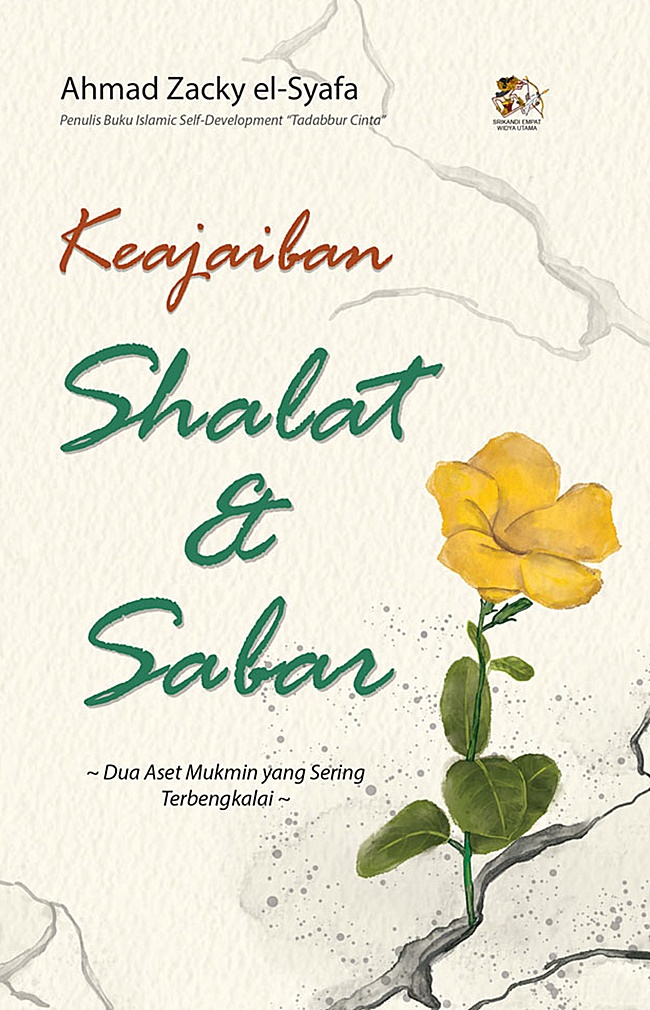 Ahmad Zacky el-Syafa
Penulis Buku Islamic Self-Development “Tadabbur Cinta”
SRIKANDI EMPAT
WIDYA UTAMA
Keajaiban
Shalat
&
Sabar
~ Dua Aset Mukmin yang Sering
Terbengkalai ~